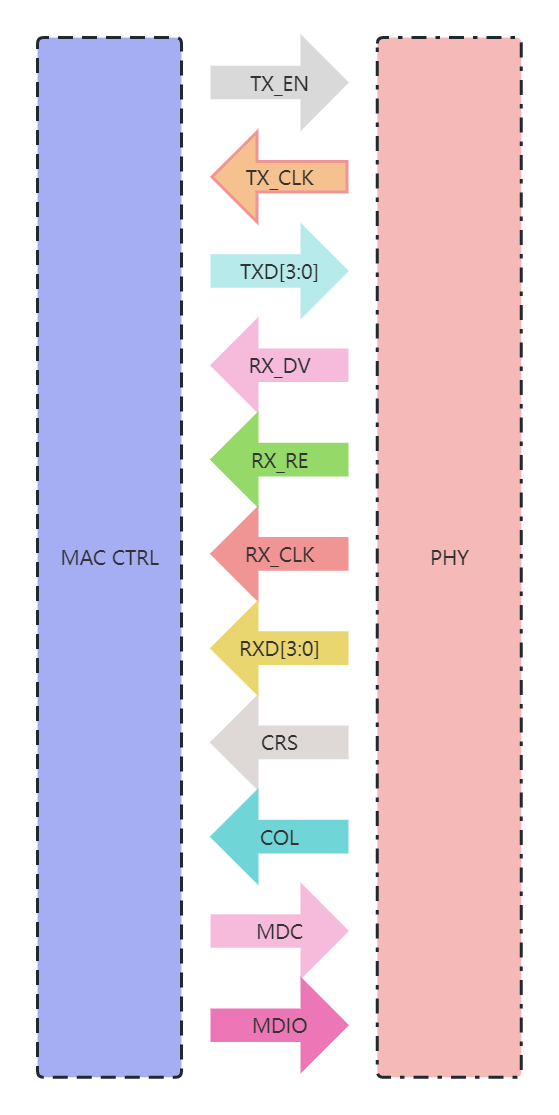 TX_EN
TX_CLK
TXD[3:0]
RX_DV
RX_RE
RX_CLK
MAC CTRL
PHY
RXD[3:0]
CRS
COL
MDC
MDIO